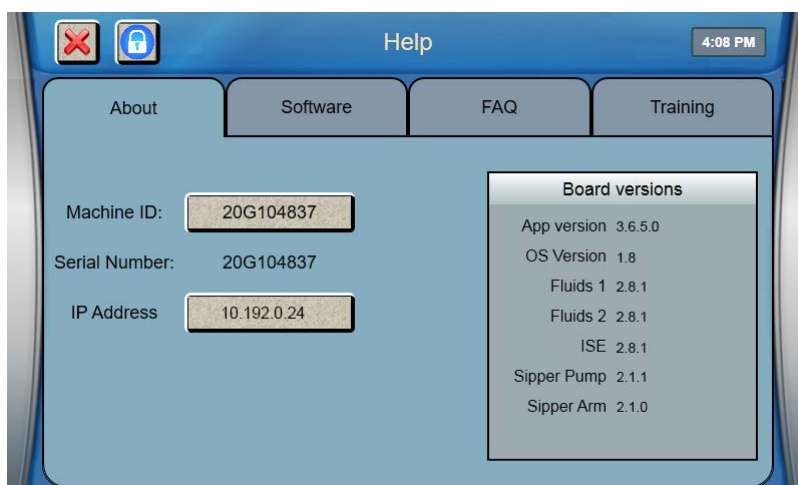 Help
4:08 PM
About
Software
FAQ
Training
Machine ID: 20G104837
Serial Number: 20G104837
IP Address 10.192.0.24
Board versions
App version 3.6.5.0
OS Version 1.8
Fluids 1 2.8.1
Fluids 2 2.8.1
ISE 2.8.1
Sipper Pump 2.1.1
Sipper Arm 2.1.0